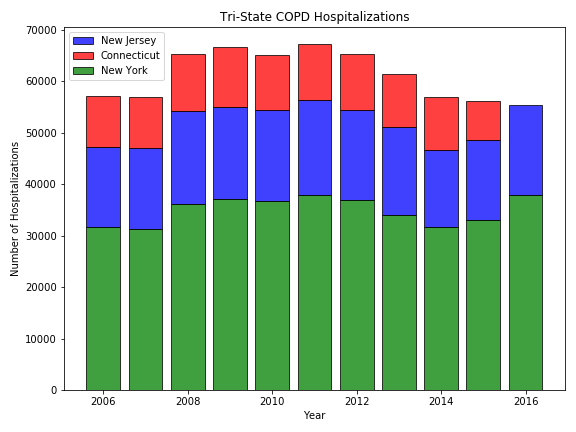 Tri-State COPD Hospitalizations
New Jersey
Connecticut
New York
Number of Hospitalizations
70000
60000
50000
40000
30000
20000
10000
0
2006 2008 2010 2012 2014 2016
Year